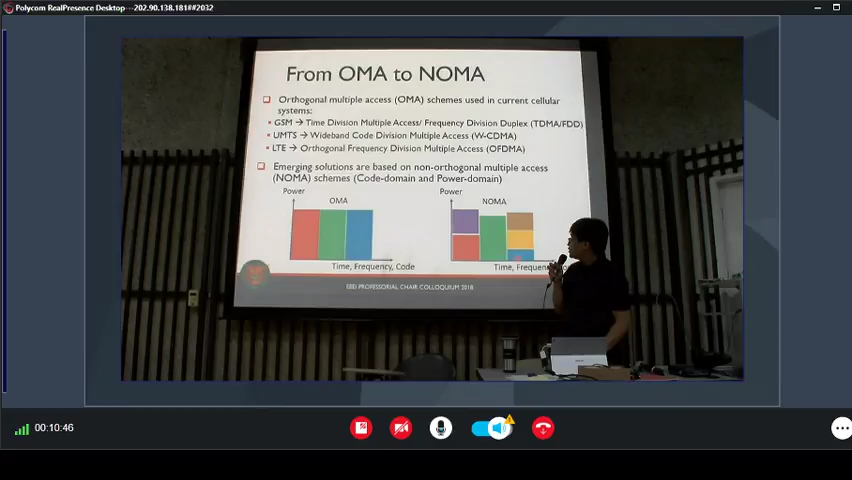 Polycom RealPresence Desktop--202.90.138.181##2032
From OMA to NOMA
Orthogonal multiple access (OMA) schemes used in current cellular
systems:
GSM → Time Division Multiple Access/ Frequency Division Duplex (TDMA/FDD)
UMTS → Wideband Code Division Multiple Access (W-CDMA)
LTE → Orthogonal Frequency Division Multiple Access (OFDMA)
Emerging solutions are based on non-orthogonal multiple access
(NOMA) schemes (Code-domain and Power-domain)
Power
OMA
Time, Frequency, Code
Power
NOMA
Time,
EEEI PROFESSORIAL CHAIR COLLOQUIUM 2018
00:10:46